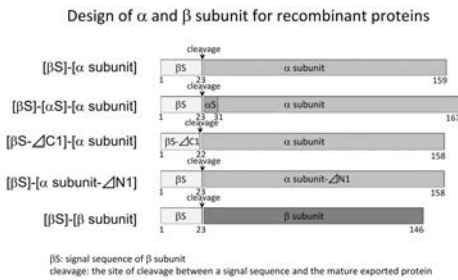 Design of α and β subunit for recombinant proteins
cleavage
[βS]-[α subunit] βS α subunit
1 23 159
cleavage
[βS]-[αS]-[α subunit] βS αS α subunit
1 23 31 167
cleavage
[βS-⊿C1]-[α subunit] βS-⊿C1 α subunit
1 22 158
cleavage
[βS]-[α subunit-⊿N1] βS α subunit-⊿N1
1 23 158
cleavage
[βS]-[β subunit] βS β subunit
1 23 146
βS: signal sequence of β subunit
cleavage: the site of cleavage between a signal sequence and the mature exported protein